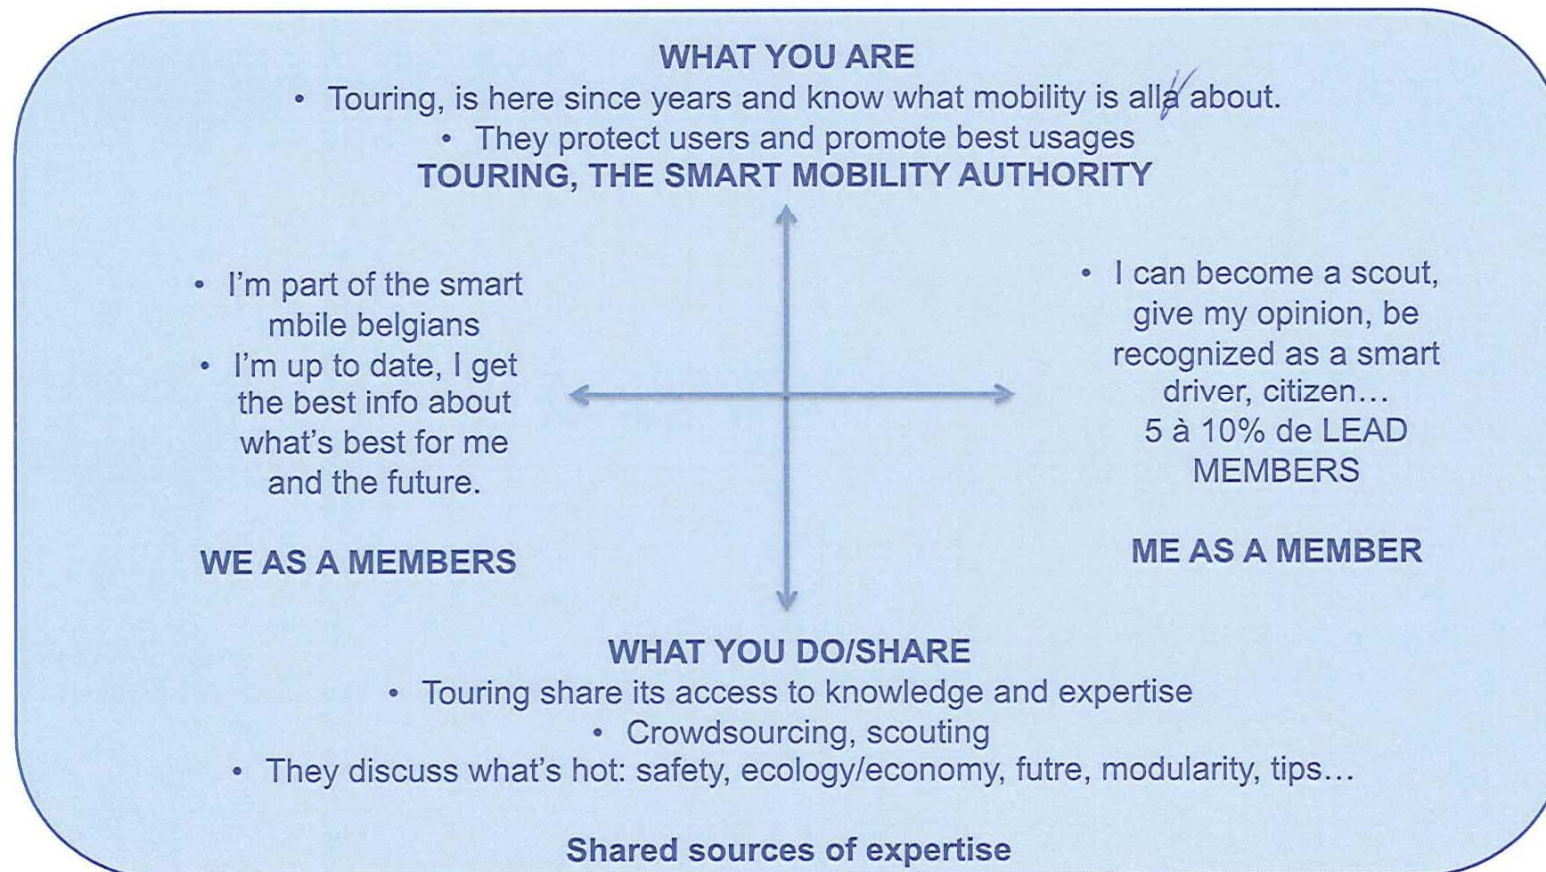 WHAT YOU ARE
• Touring, is here since years and know what mobility is alla about.
• They protect users and promote best usages
TOURING, THE SMART MOBILITY AUTHORITY
• I'm part of the smart
mbile belgians
• I'm up to date, I get
the best info about
what's best for me
and the future.
WE AS A MEMBERS
• I can become a scout,
give my opinion, be
recognized as a smart
driver, citizen…
5 à 10% de LEAD
MEMBERS
ME AS A MEMBER
WHAT YOU DO/SHARE
• Touring share its access to knowledge and expertise
• Crowdsourcing, scouting
• They discuss what's hot: safety, ecology/economy, futre, modularity, tips…
Shared sources of expertise